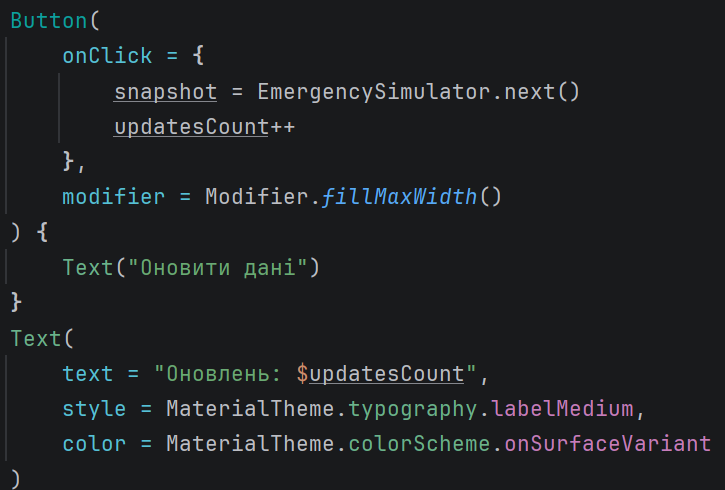 Button(
    onClick = {
        snapshot = EmergencySimulator.next()
        updatesCount++
    },
    modifier = Modifier.fillMaxWidth()
) {
    Text("Оновити дані")
}
Text(
    text = "Оновлень: $updatesCount",
    style = MaterialTheme.typography.labelMedium,
    color = MaterialTheme.colorScheme.onSurfaceVariant
)